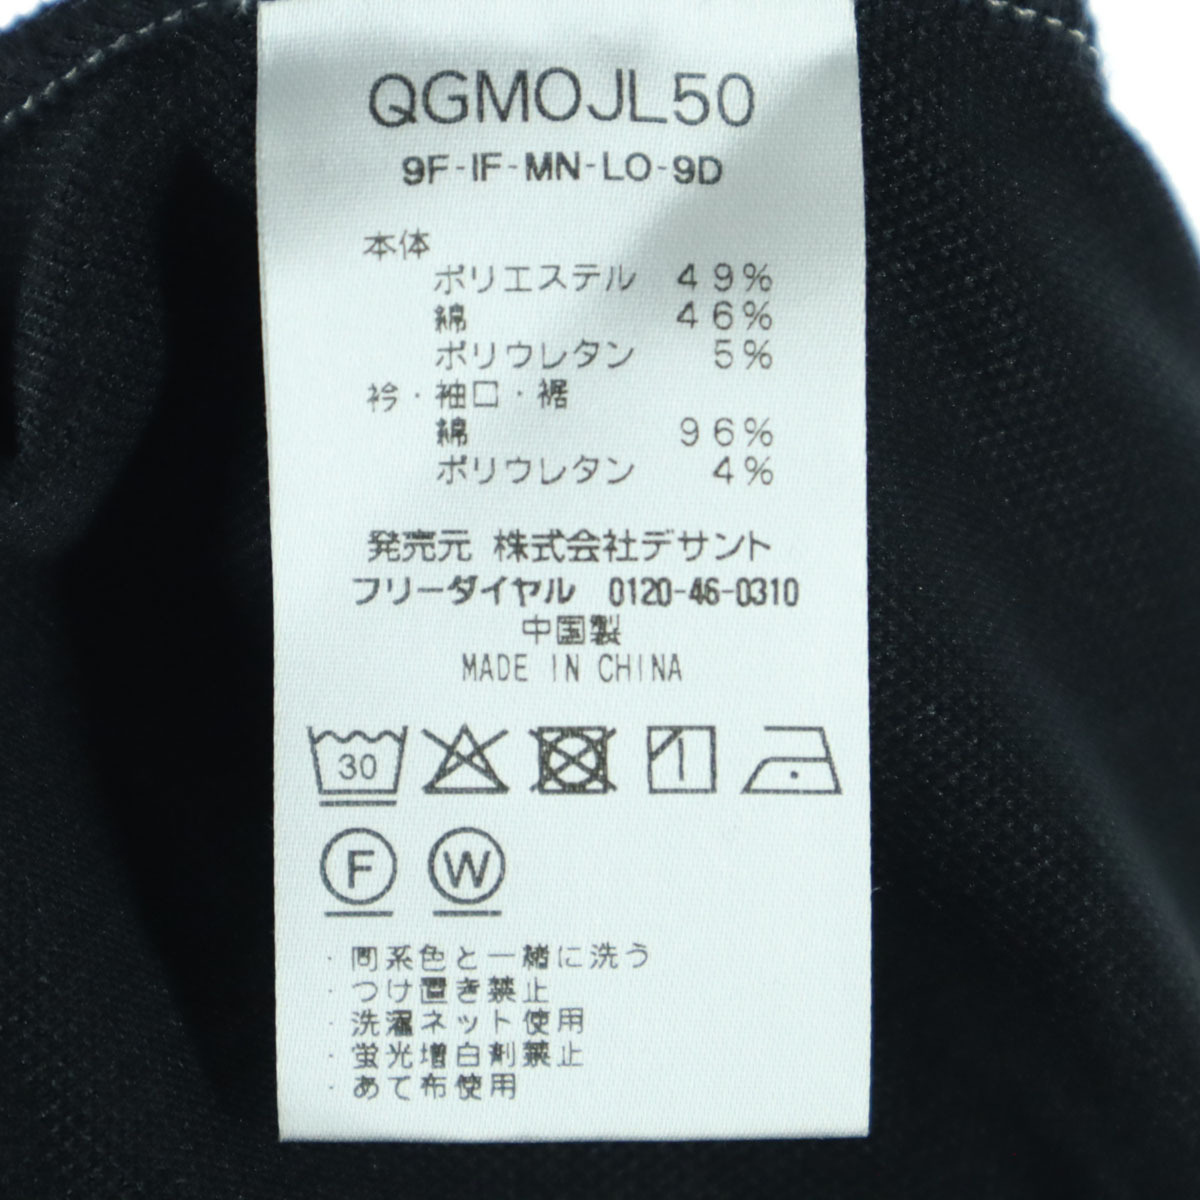 QGMOJL50
9F-IF-MN-LO-9D
本体
ポリエステル 49%
綿 46%
ポリウレタン 5%
衿・袖口・裾
綿 96%
ポリウレタン 4%
発売元 株式会社デサント
フリーダイヤル 0120-46-0310
中国製
MADE IN CHINA
30
F W
・同系色と一緒に洗う
・つけ置き禁止
・洗濯ネット使用
・蛍光増白剤禁止
・あて布使用